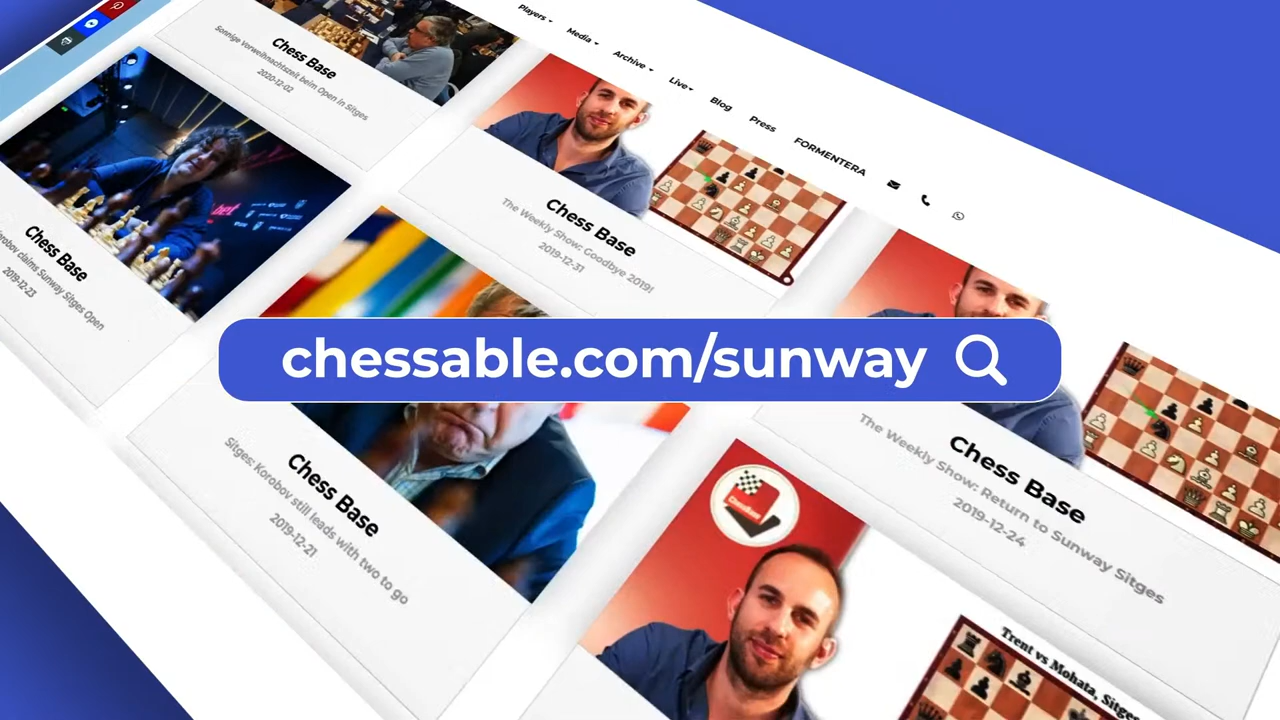 Players
Media
Archive
Live
Blog
Press
FORMENTERA
Chess Base
Sonnige Vorweihnachtszeit beim Open in Sitges
2020-12-02
Chess Base
The Weekly Show: Goodbye 2019!
2019-12-31
Chess Base
Korobov claims Sunway Sitges Open
2019-12-23
chessable.com/sunway
Chess Base
The Weekly Show: Return to Sunway Sitges
2019-12-24
Chess Base
Sitges: Korobov still leads with two to go
2019-12-21
ChessBase
Trent vs Mohata, Sitges